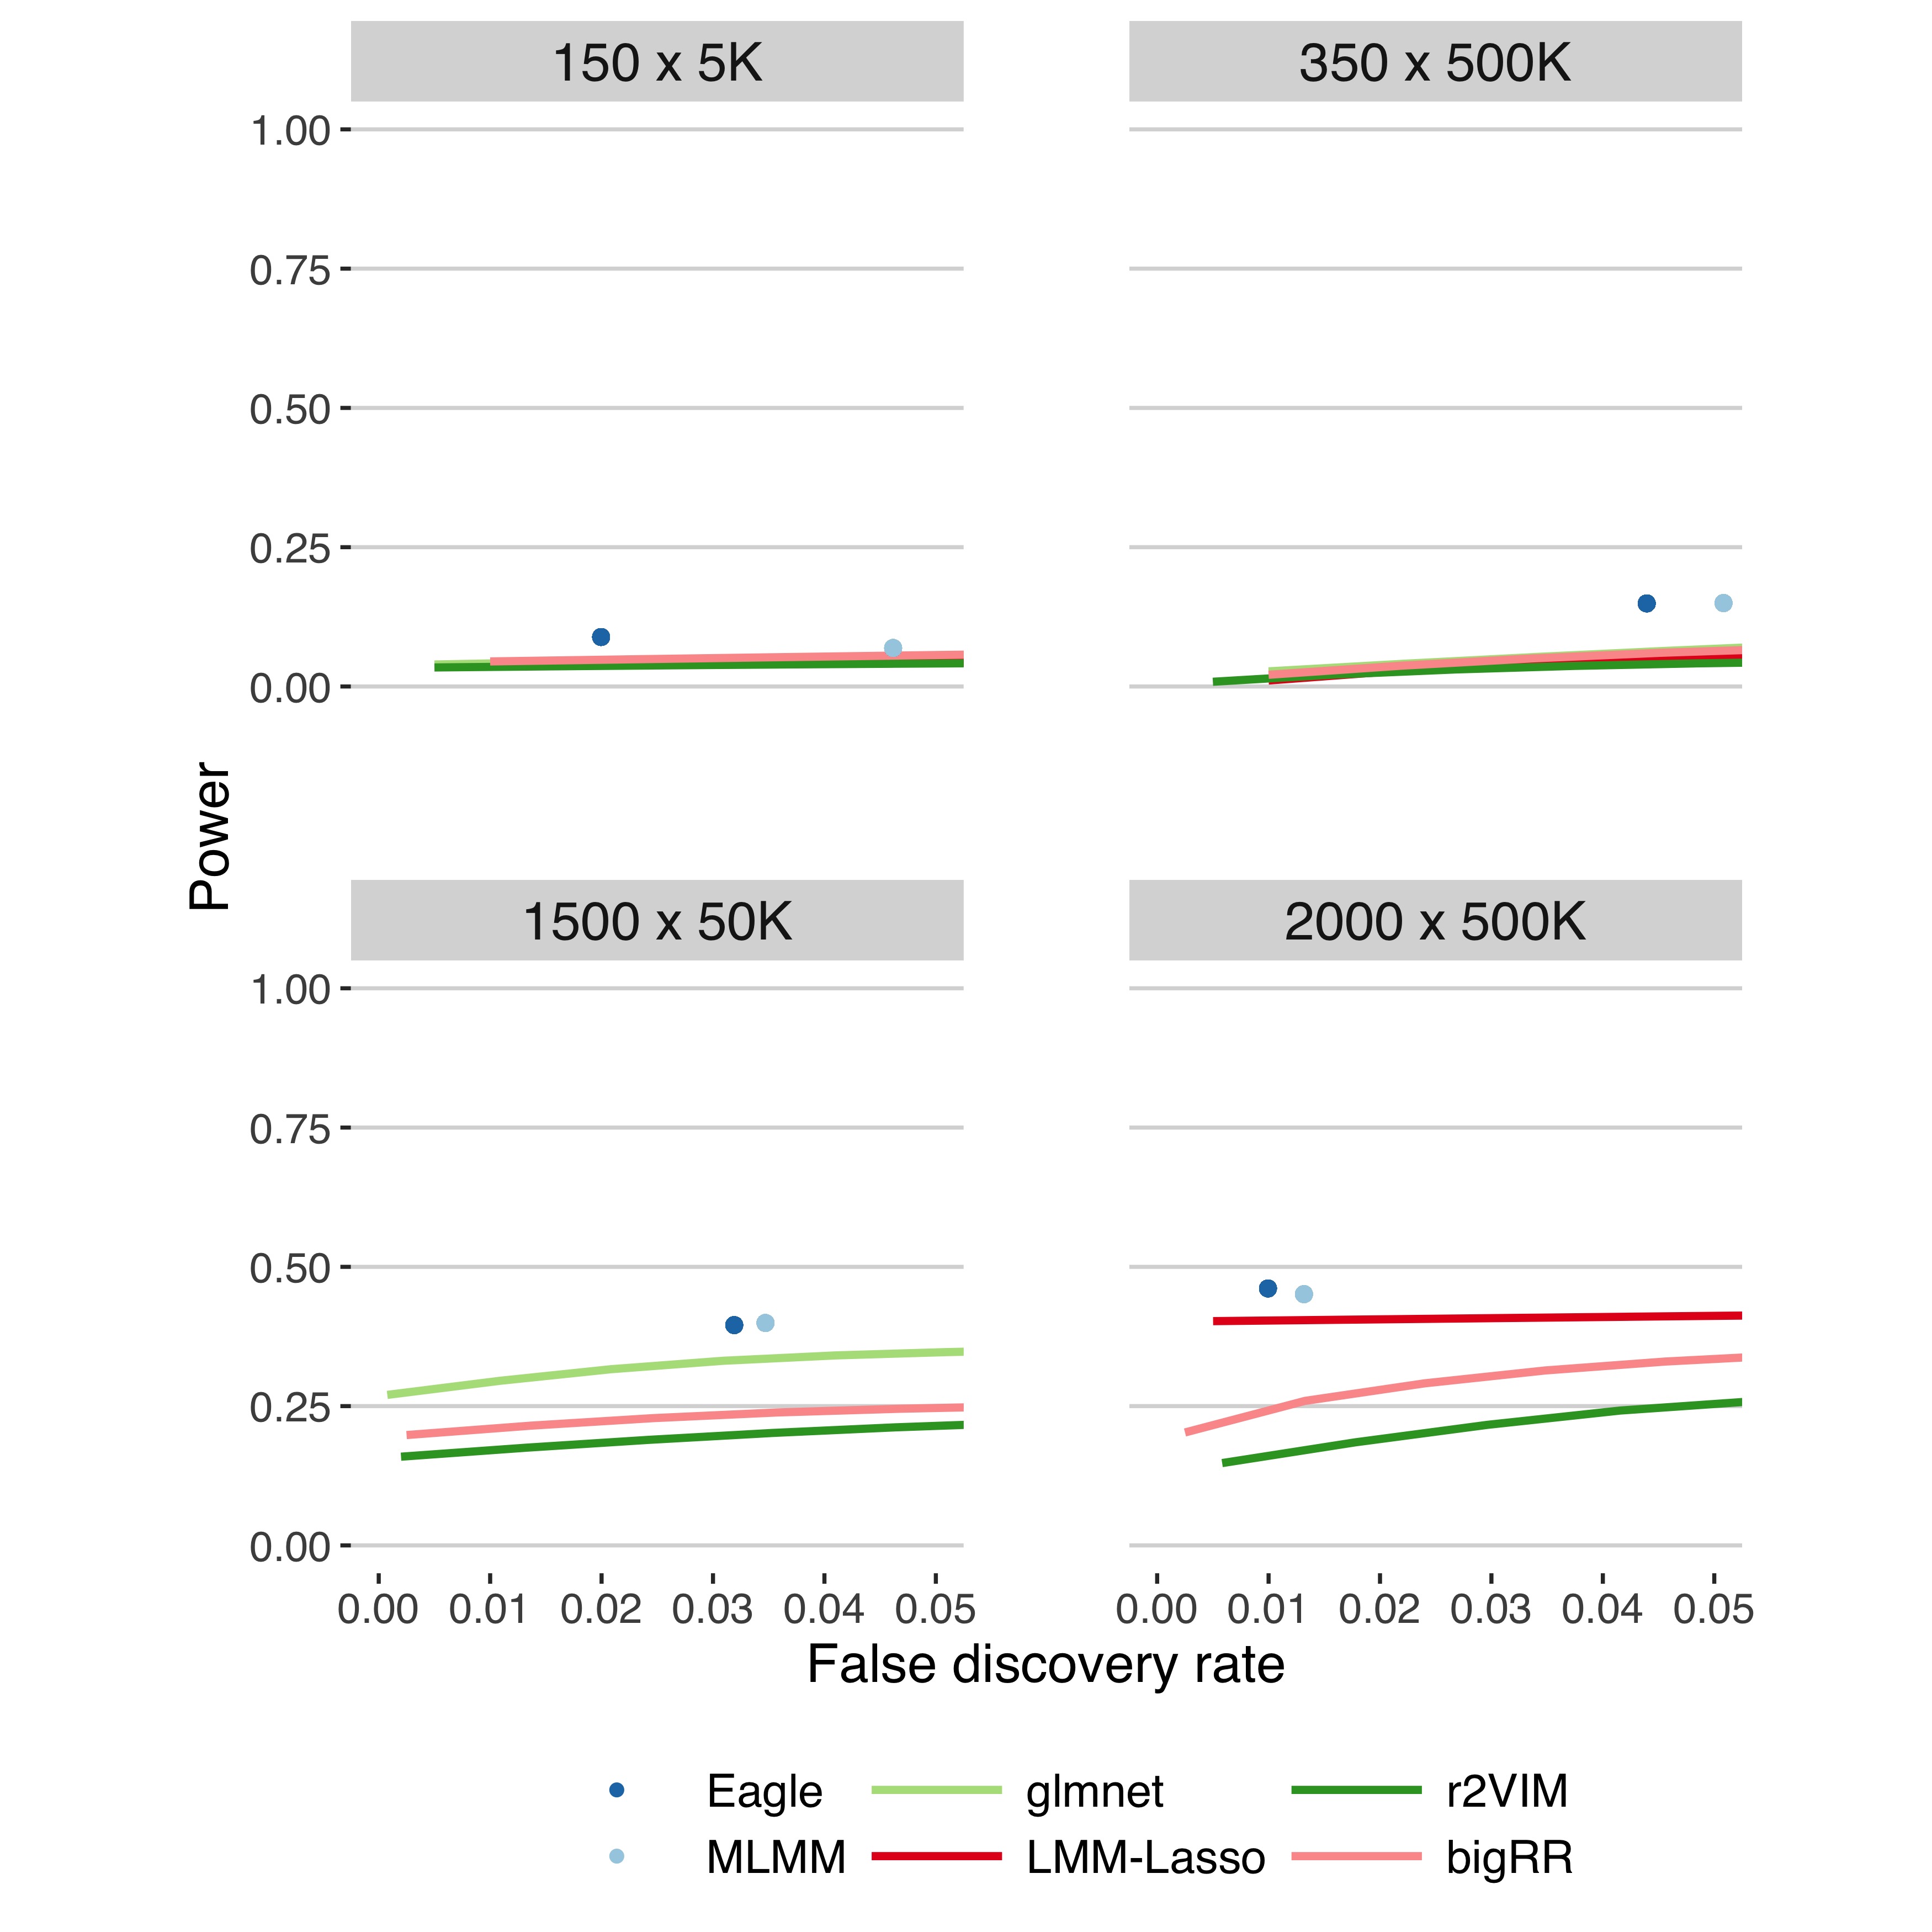 150 x 5K
350 x 500K
1.00
0.75
0.50
0.25
0.00
Power
1500 x 50K
2000 x 500K
1.00
0.75
0.50
0.25
0.00
0.00 0.01 0.02 0.03 0.04 0.05
0.00 0.01 0.02 0.03 0.04 0.05
False discovery rate
Eagle glmnet r2VIM
MLMM LMM-Lasso bigRR